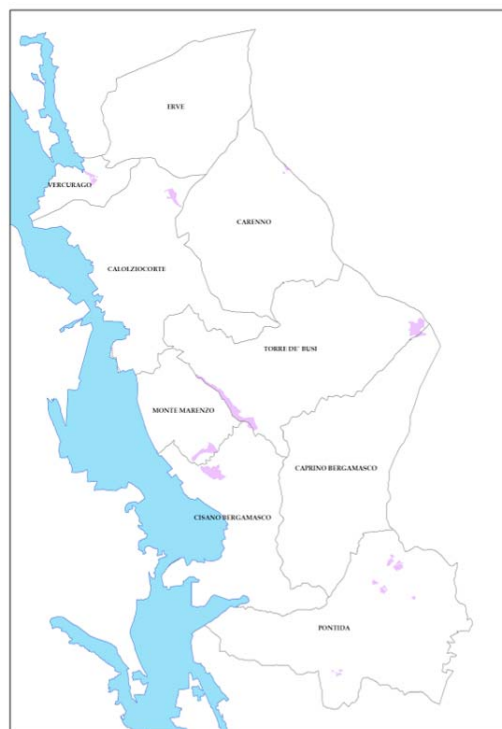 ERVE
VERCURAGO
CARENNO
CALOLZIOCORTE
TORRE DE' BUSI
MONTE MARENZO
CAPRINO BERGAMASCO
CISANO BERGAMASCO
PONTIDA